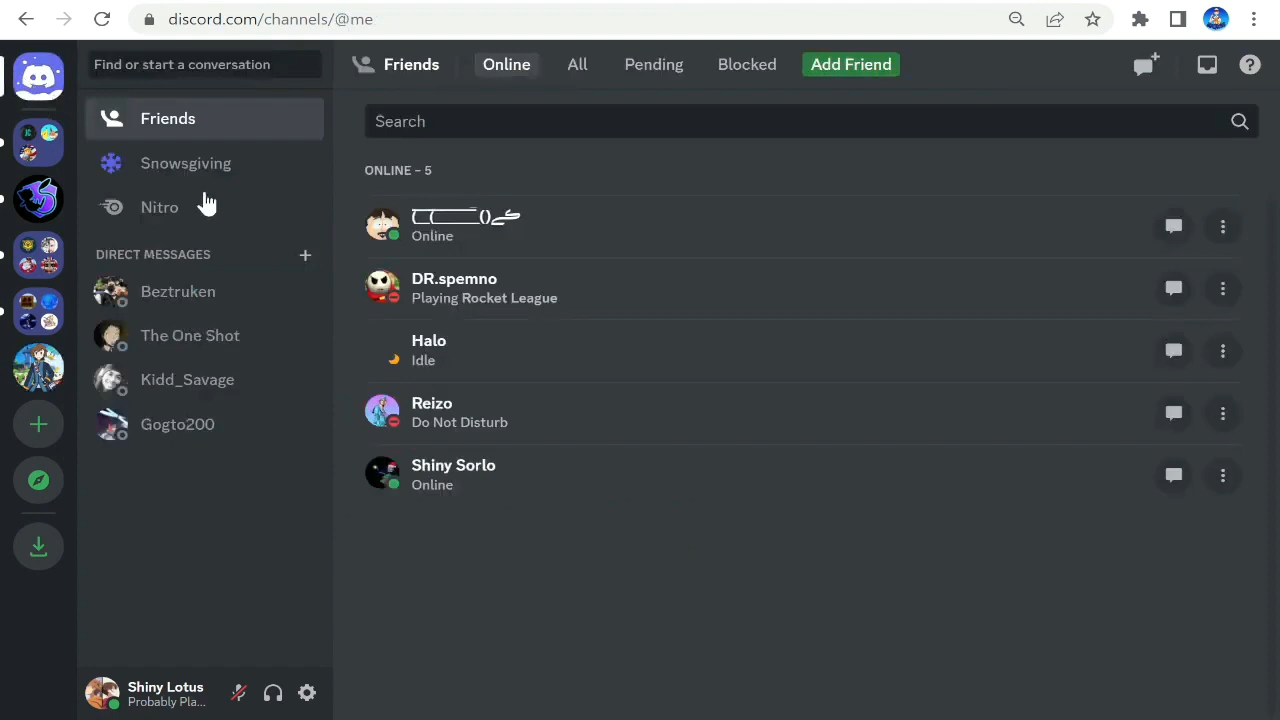 discord.com/channels/@me
Find or start a conversation
Friends
Online
All
Pending
Blocked
Add Friend
Friends
Snowsgiving
Nitro
DIRECT MESSAGES
Beztruken
The One Shot
Kidd_Savage
Gogto200
Shiny Lotus
Probably Pla...
Search
ONLINE – 5
Online
DR.spemno
Playing Rocket League
Halo
Idle
Reizo
Do Not Disturb
Shiny Sorlo
Online